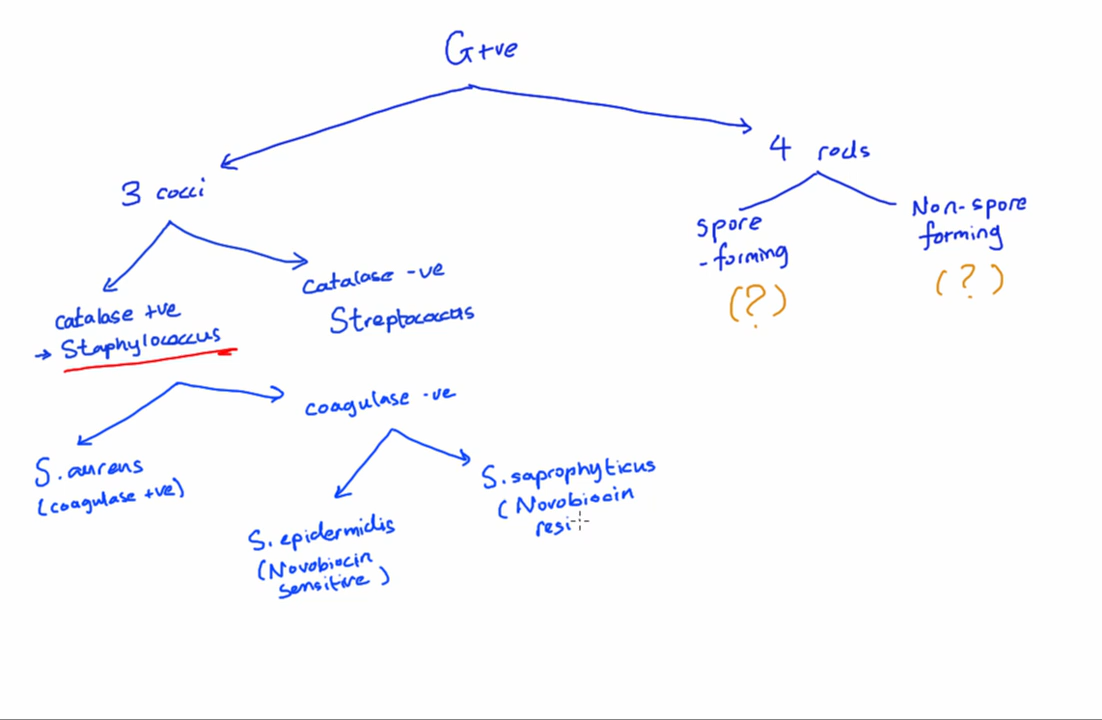 G+ve
3 cocci
4 rods
catalase +ve
→ Staphylococcus
catalase -ve
Streptococcus
spore
-forming
(?)
Non-spore
forming
(?)
S. aureus
(coagulase +ve)
coagulase -ve
S. epidermidis
(Novobiocin
sensitive)
S. saprophyticus
(Novobiocin
resi